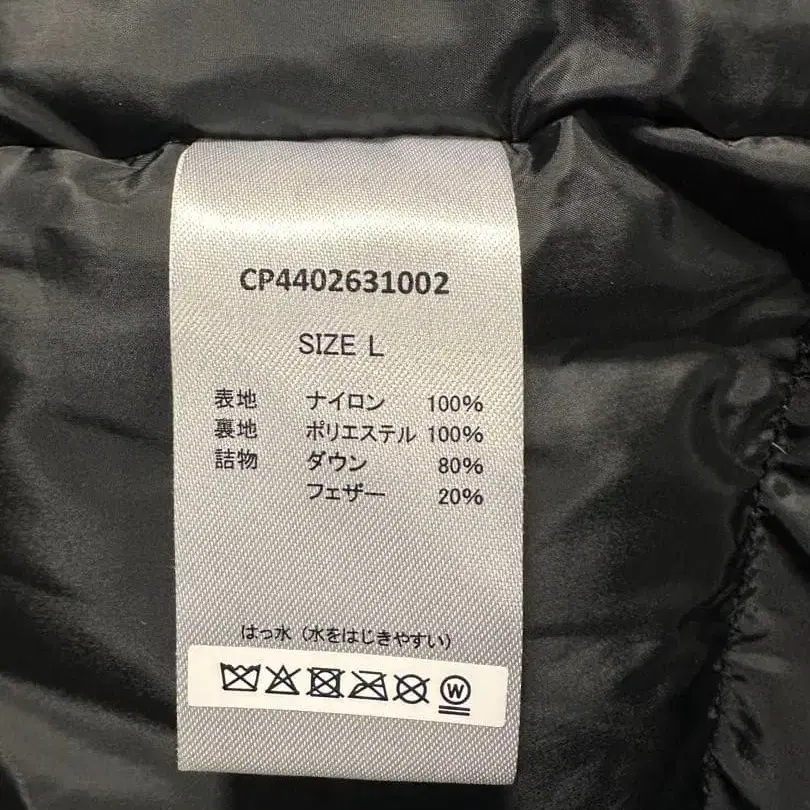 CP4402631002
SIZE L
表地 ナイロン 100%
裏地 ポリエステル 100%
詰物 ダウン 80%
フェザー 20%
はっ水（水をはじきやすい）
W